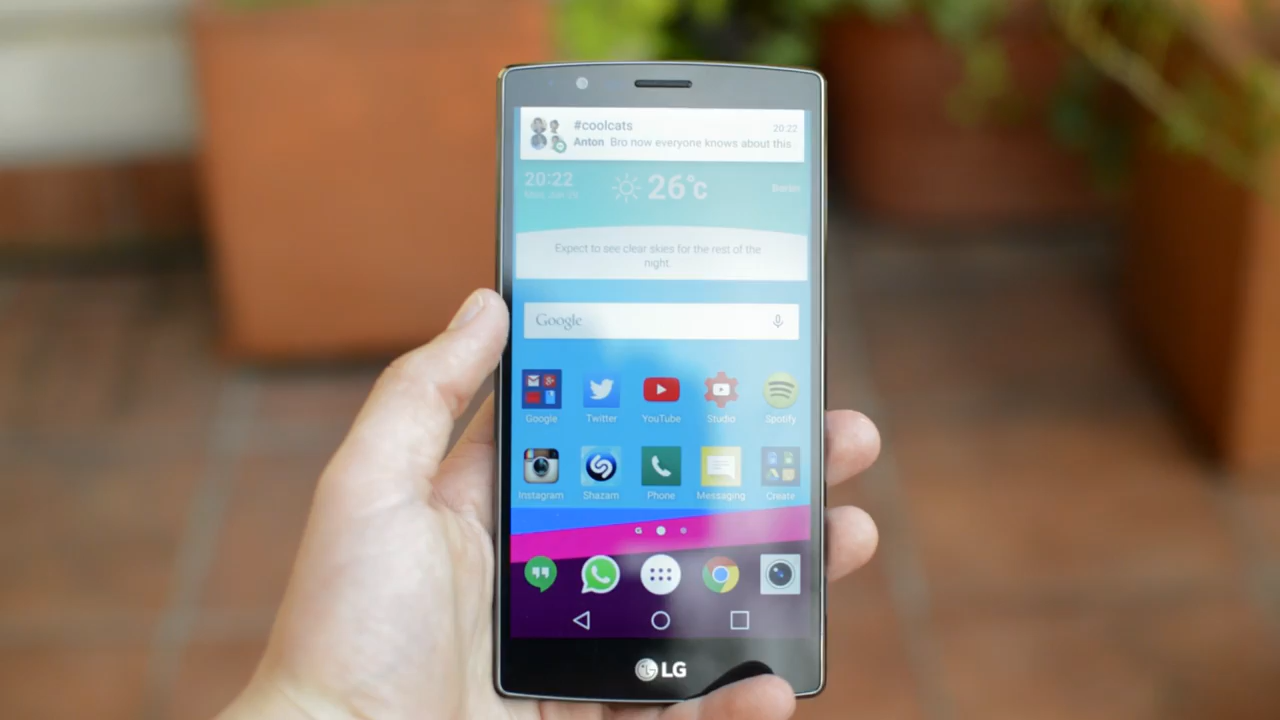 #coolcats 20:22
Anton Bro now everyone knows about this
20:22 26°c Berlin
Expect to see clear skies for the rest of the
night.
Google
Google Twitter YouTube Studio Spotify
Instagram Shazam Phone Messaging Create
LG